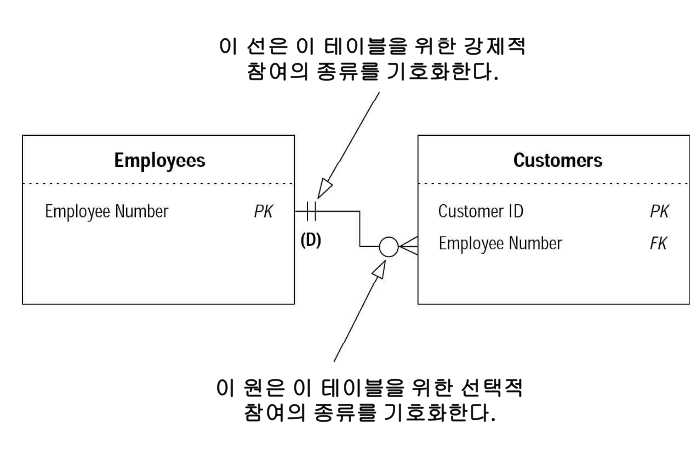 이 선은 이 테이블을 위한 강제적
참여의 종류를 기호화한다.
Employees
Employee Number PK
(D)
Customers
Customer ID PK
Employee Number FK
이 원은 이 테이블을 위한 선택적
참여의 종류를 기호화한다.